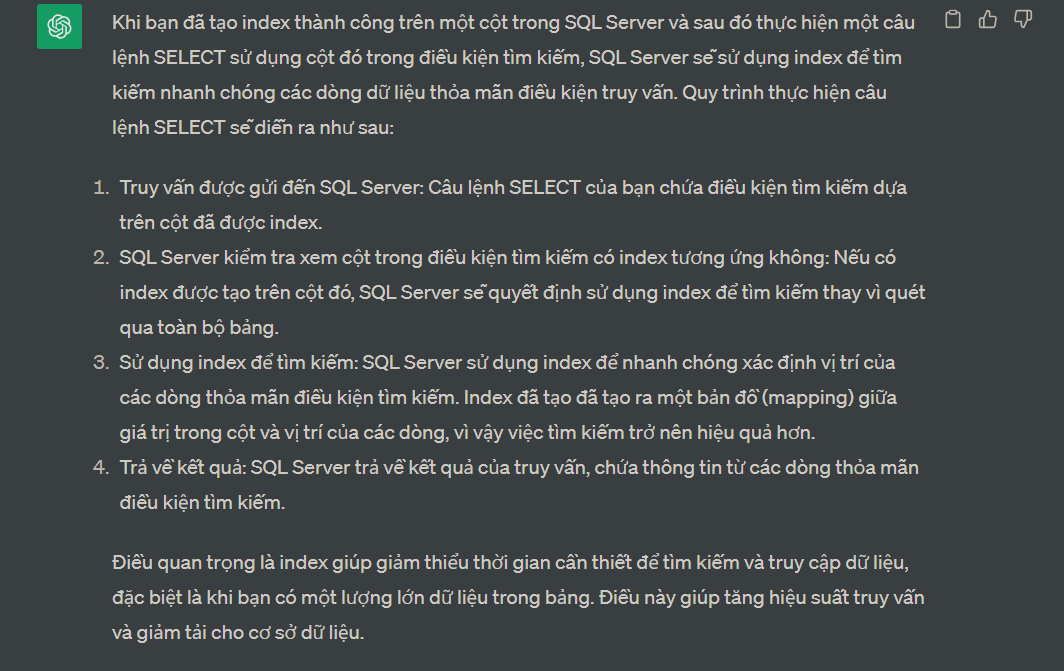 Khi bạn đã tạo index thành công trên một cột trong SQL Server và sau đó thực hiện một câu
lệnh SELECT sử dụng cột đó trong điều kiện tìm kiếm, SQL Server sẽ sử dụng index để tìm
kiếm nhanh chóng các dòng dữ liệu thỏa mãn điều kiện truy vấn. Quy trình thực hiện câu
lệnh SELECT sẽ diễn ra như sau:
1. Truy vấn được gửi đến SQL Server: Câu lệnh SELECT của bạn chứa điều kiện tìm kiếm dựa
trên cột đã được index.
2. SQL Server kiểm tra xem cột trong điều kiện tìm kiếm có index tương ứng không: Nếu có
index được tạo trên cột đó, SQL Server sẽ quyết định sử dụng index để tìm kiếm thay vì quét
qua toàn bộ bảng.
3. Sử dụng index để tìm kiếm: SQL Server sử dụng index để nhanh chóng xác định vị trí của
các dòng thỏa mãn điều kiện tìm kiếm. Index đã tạo đã tạo ra một bản đồ (mapping) giữa
giá trị trong cột và vị trí của các dòng, vì vậy việc tìm kiếm trở nên hiệu quả hơn.
4. Trả về kết quả: SQL Server trả về kết quả của truy vấn, chứa thông tin từ các dòng thỏa mãn
điều kiện tìm kiếm.
Điều quan trọng là index giúp giảm thiểu thời gian cần thiết để tìm kiếm và truy cập dữ liệu,
đặc biệt là khi bạn có một lượng lớn dữ liệu trong bảng. Điều này giúp tăng hiệu suất truy vấn
và giảm tải cho cơ sở dữ liệu.